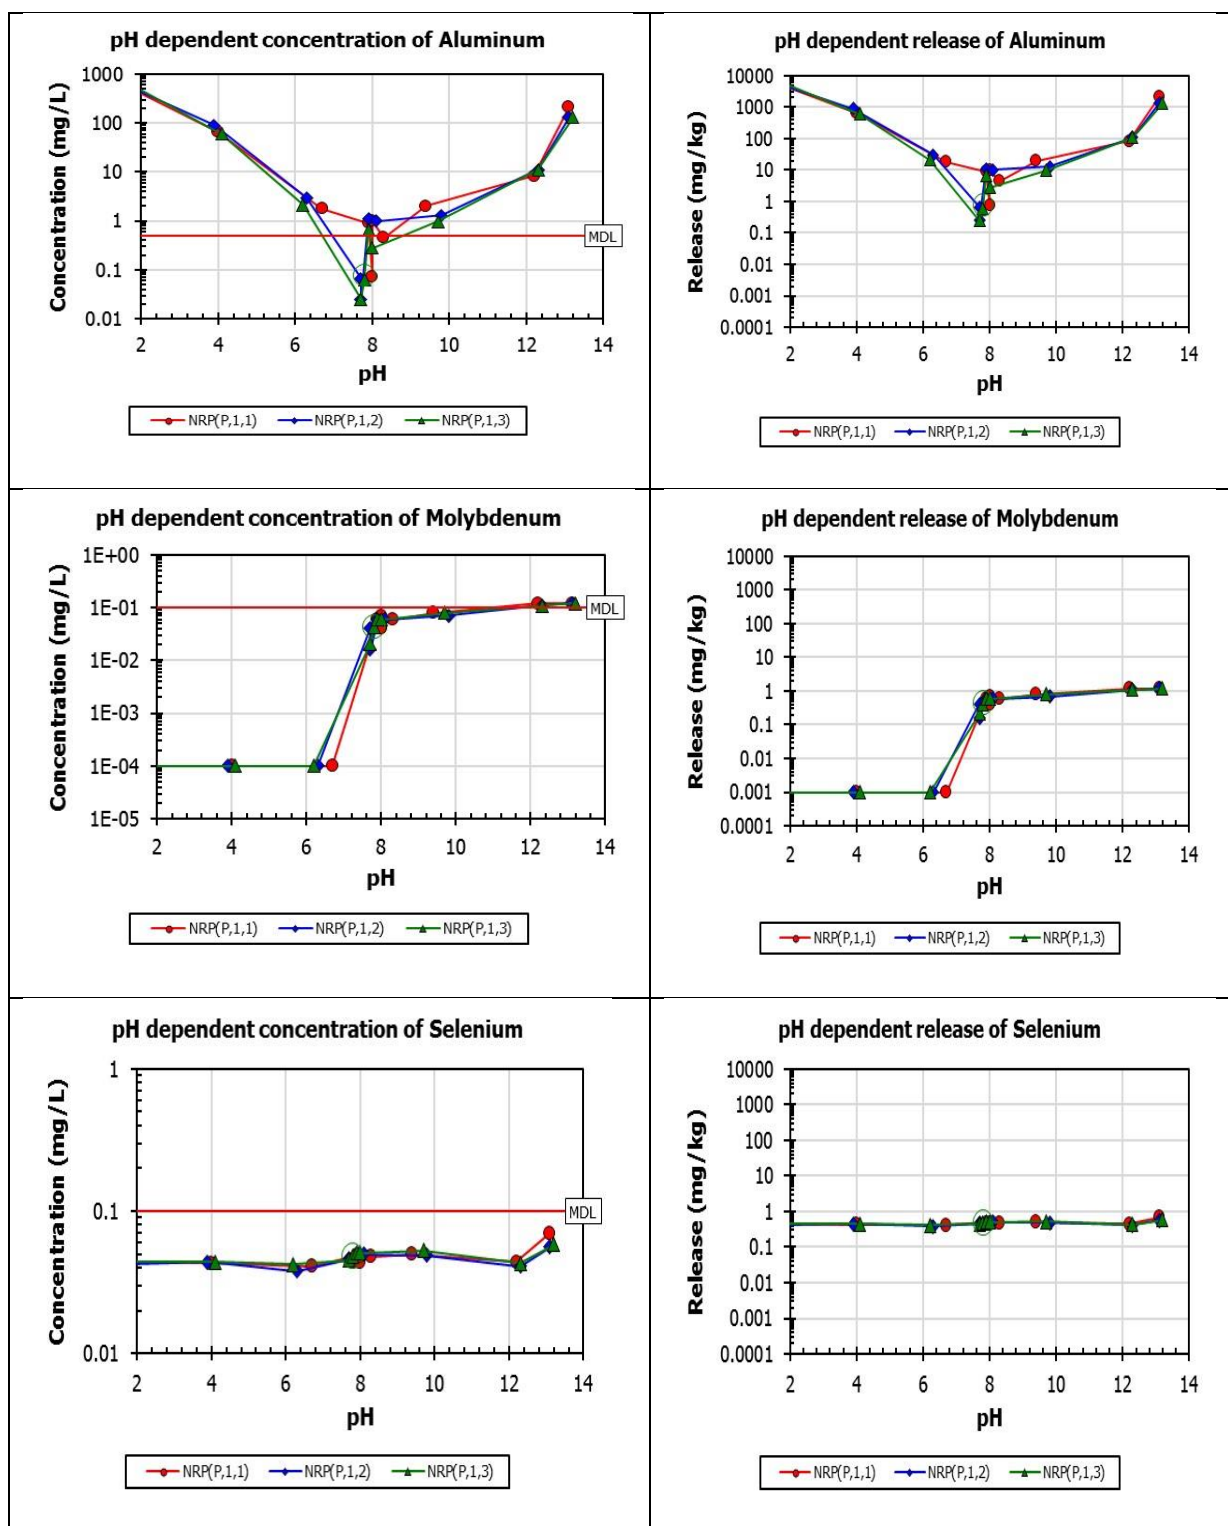 pH dependent concentration of Aluminum
Concentration (mg/L)
1000
100
10
1
0.1
0.01
MDL
2 4 6 8 10 12 14
pH
NRP(P,1,1) NRP(P,1,2) NRP(P,1,3)
pH dependent release of Aluminum
Release (mg/kg)
10000
1000
100
10
1
0.1
0.01
0.001
0.0001
2 4 6 8 10 12 14
pH
NRP(P,1,1) NRP(P,1,2) NRP(P,1,3)
pH dependent concentration of Molybdenum
Concentration (mg/L)
1E+00
1E-01
1E-02
1E-03
1E-04
1E-05
MDL
2 4 6 8 10 12 14
pH
NRP(P,1,1) NRP(P,1,2) NRP(P,1,3)
pH dependent release of Molybdenum
Release (mg/kg)
10000
1000
100
10
1
0.1
0.01
0.001
0.0001
2 4 6 8 10 12 14
pH
NRP(P,1,1) NRP(P,1,2) NRP(P,1,3)
pH dependent concentration of Selenium
Concentration (mg/L)
1
0.1
0.01
MDL
2 4 6 8 10 12 14
pH
NRP(P,1,1) NRP(P,1,2) NRP(P,1,3)
pH dependent release of Selenium
Release (mg/kg)
10000
1000
100
10
1
0.1
0.01
0.001
0.0001
2 4 6 8 10 12 14
pH
NRP(P,1,1) NRP(P,1,2) NRP(P,1,3)